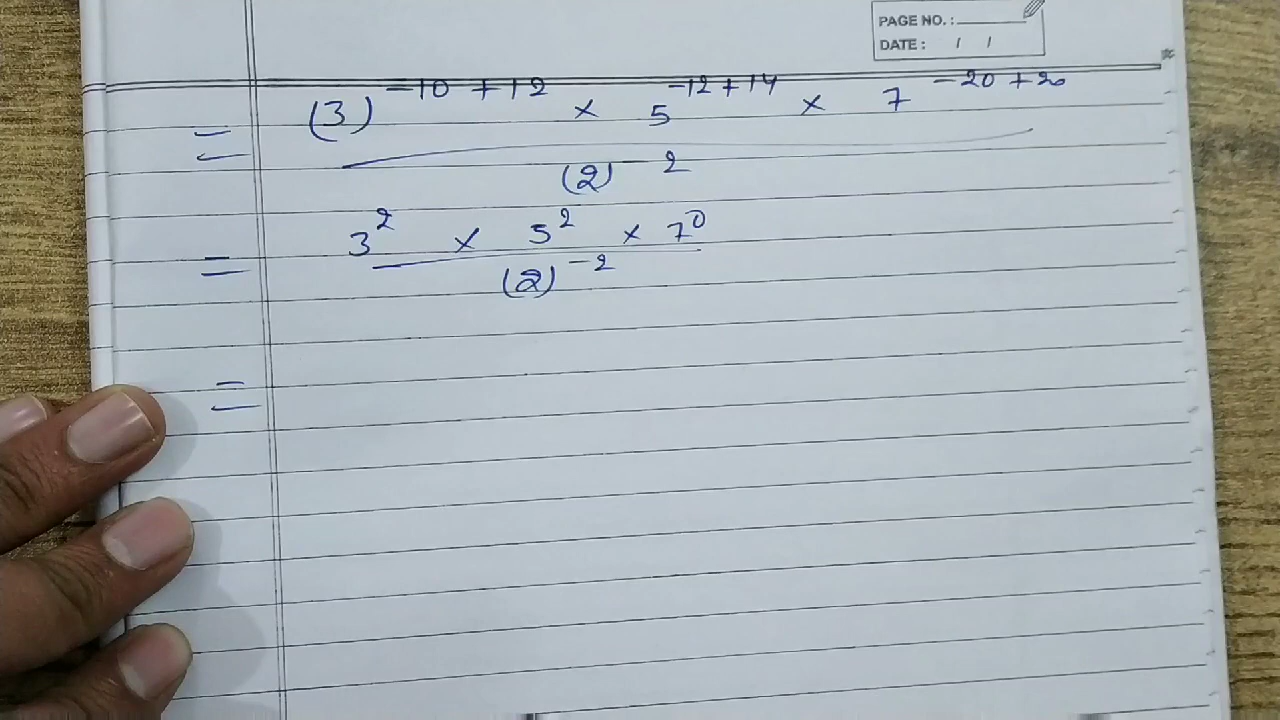 PAGE NO. :
DATE : / /
= (3)^{-10+12} × 5^{-12+14} × 7^{-20+20}
(2)^{-2}
= 3^2 × 5^2 × 7^0
(2)^{-2}
=